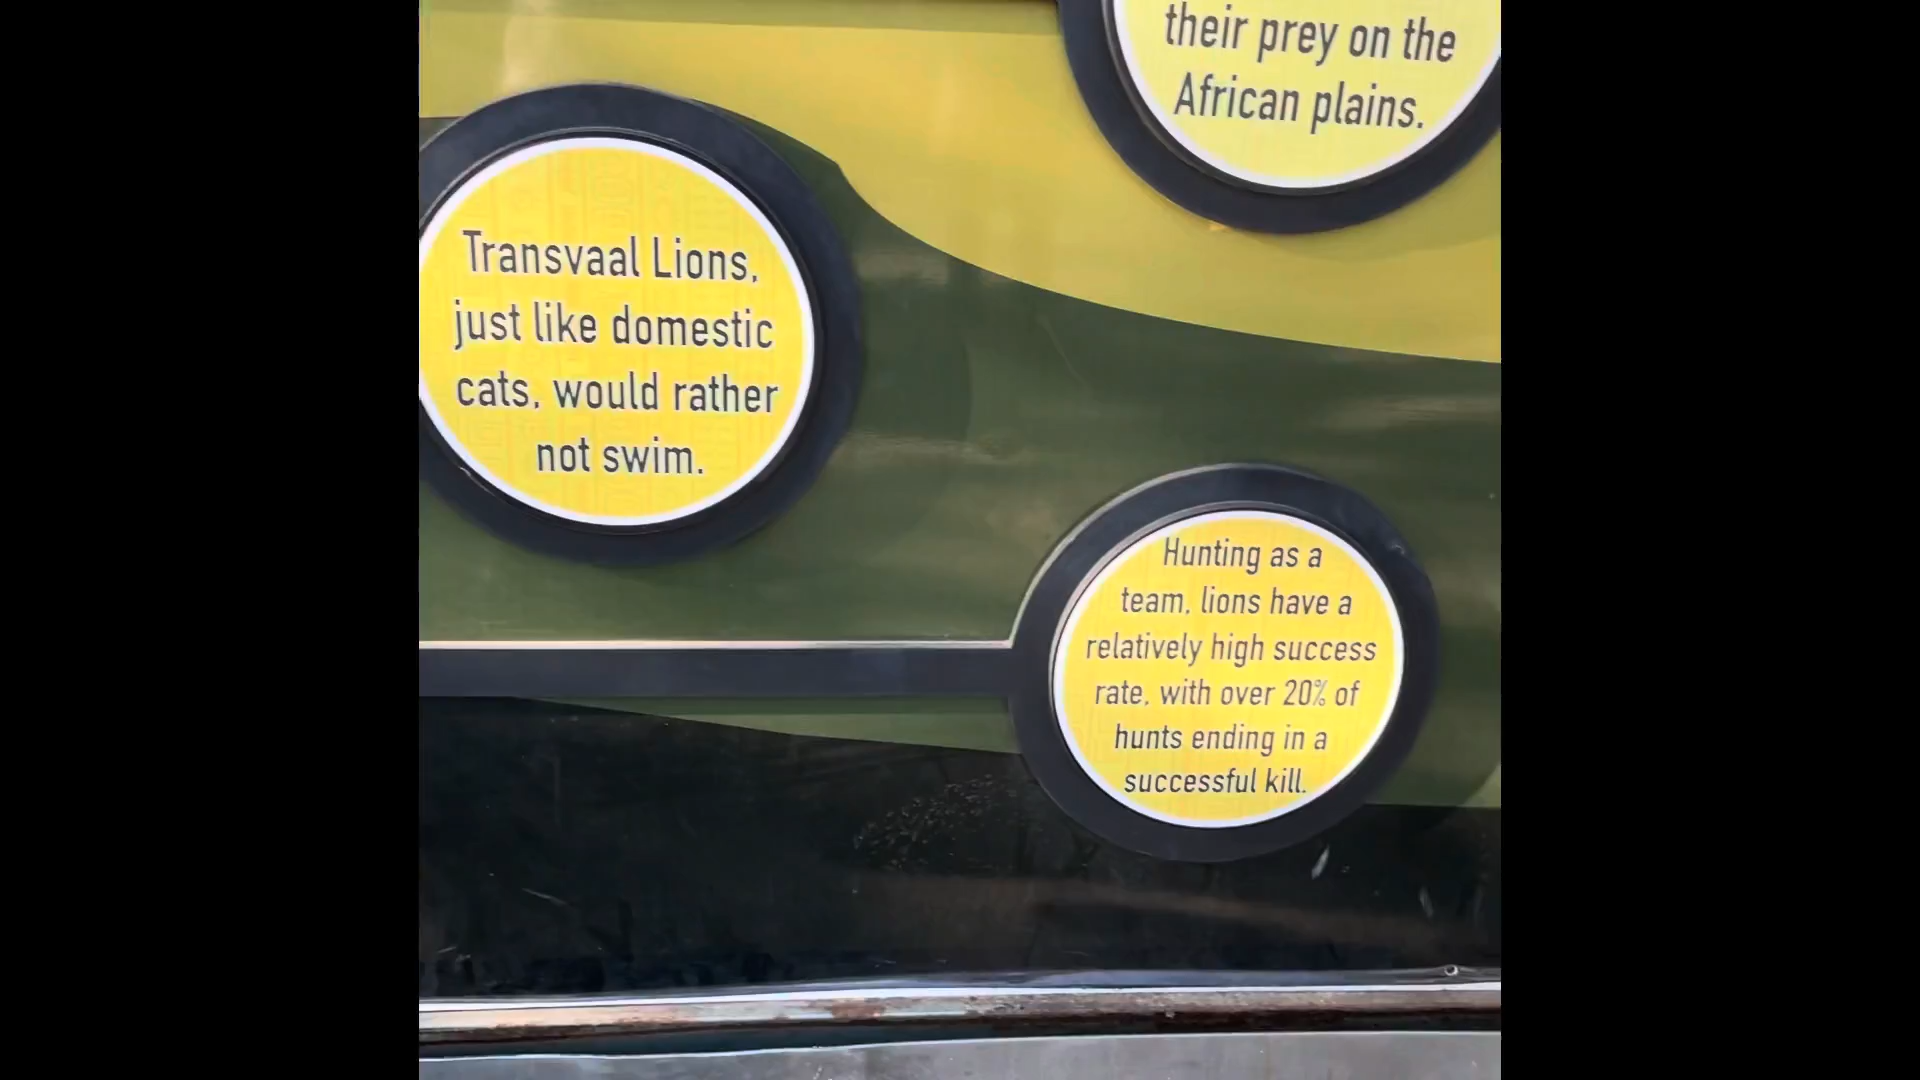 their prey on the
African plains.
Transvaal Lions,
just like domestic
cats, would rather
not swim.
Hunting as a
team, lions have a
relatively high success
rate, with over 20% of
hunts ending in a
successful kill.